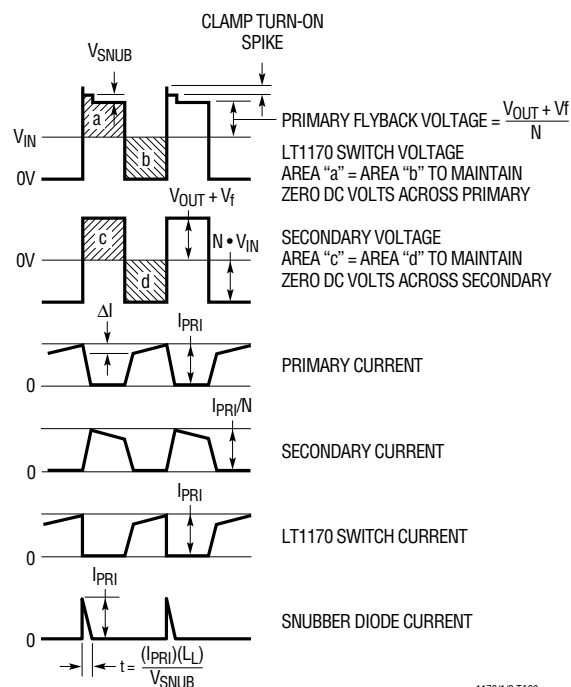 CLAMP TURN-ON
SPIKE
VSNUB
a
b
VIN
0V
PRIMARY FLYBACK VOLTAGE = VOUT + Vf
N
LT1170 SWITCH VOLTAGE
AREA “a” = AREA “b” TO MAINTAIN
ZERO DC VOLTS ACROSS PRIMARY
VOUT + Vf
c
d
N • VIN
0V
SECONDARY VOLTAGE
AREA “c” = AREA “d” TO MAINTAIN
ZERO DC VOLTS ACROSS SECONDARY
∆I
IPRI
0
PRIMARY CURRENT
IPRI/N
0
SECONDARY CURRENT
IPRI
0
LT1170 SWITCH CURRENT
IPRI
0
SNUBBER DIODE CURRENT
t = (IPRI)(LL)
VSNUB